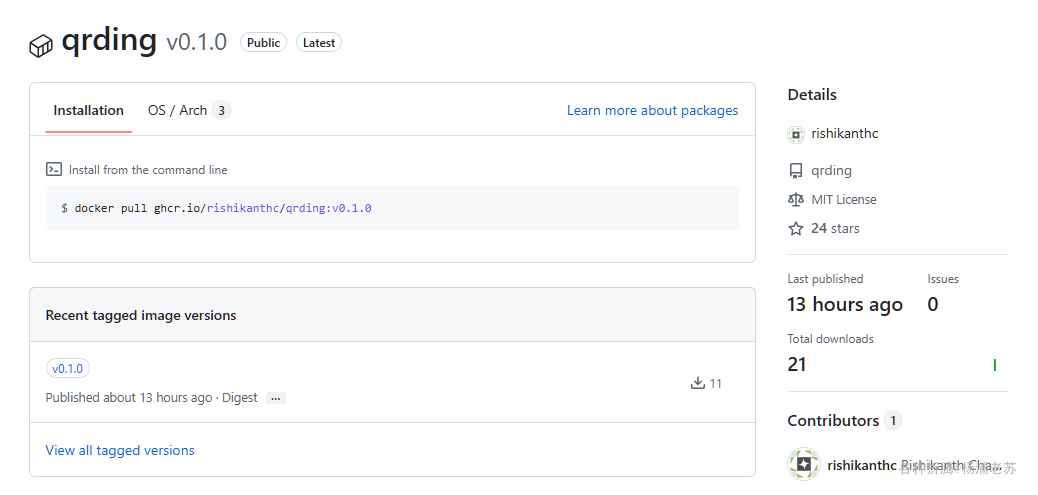 qrding v0.1.0 Public Latest
Installation OS / Arch 3 Learn more about packages
Install from the command line
$ docker pull ghcr.io/rishikanthc/qrding:v0.1.0
Recent tagged image versions
v0.1.0
Published about 13 hours ago · Digest ...
11
View all tagged versions
Details
rishikanthc
qrding
MIT License
24 stars
Last published Issues
13 hours ago 0
Total downloads
21
Contributors 1
rishikanthc Rishikanth Cha...